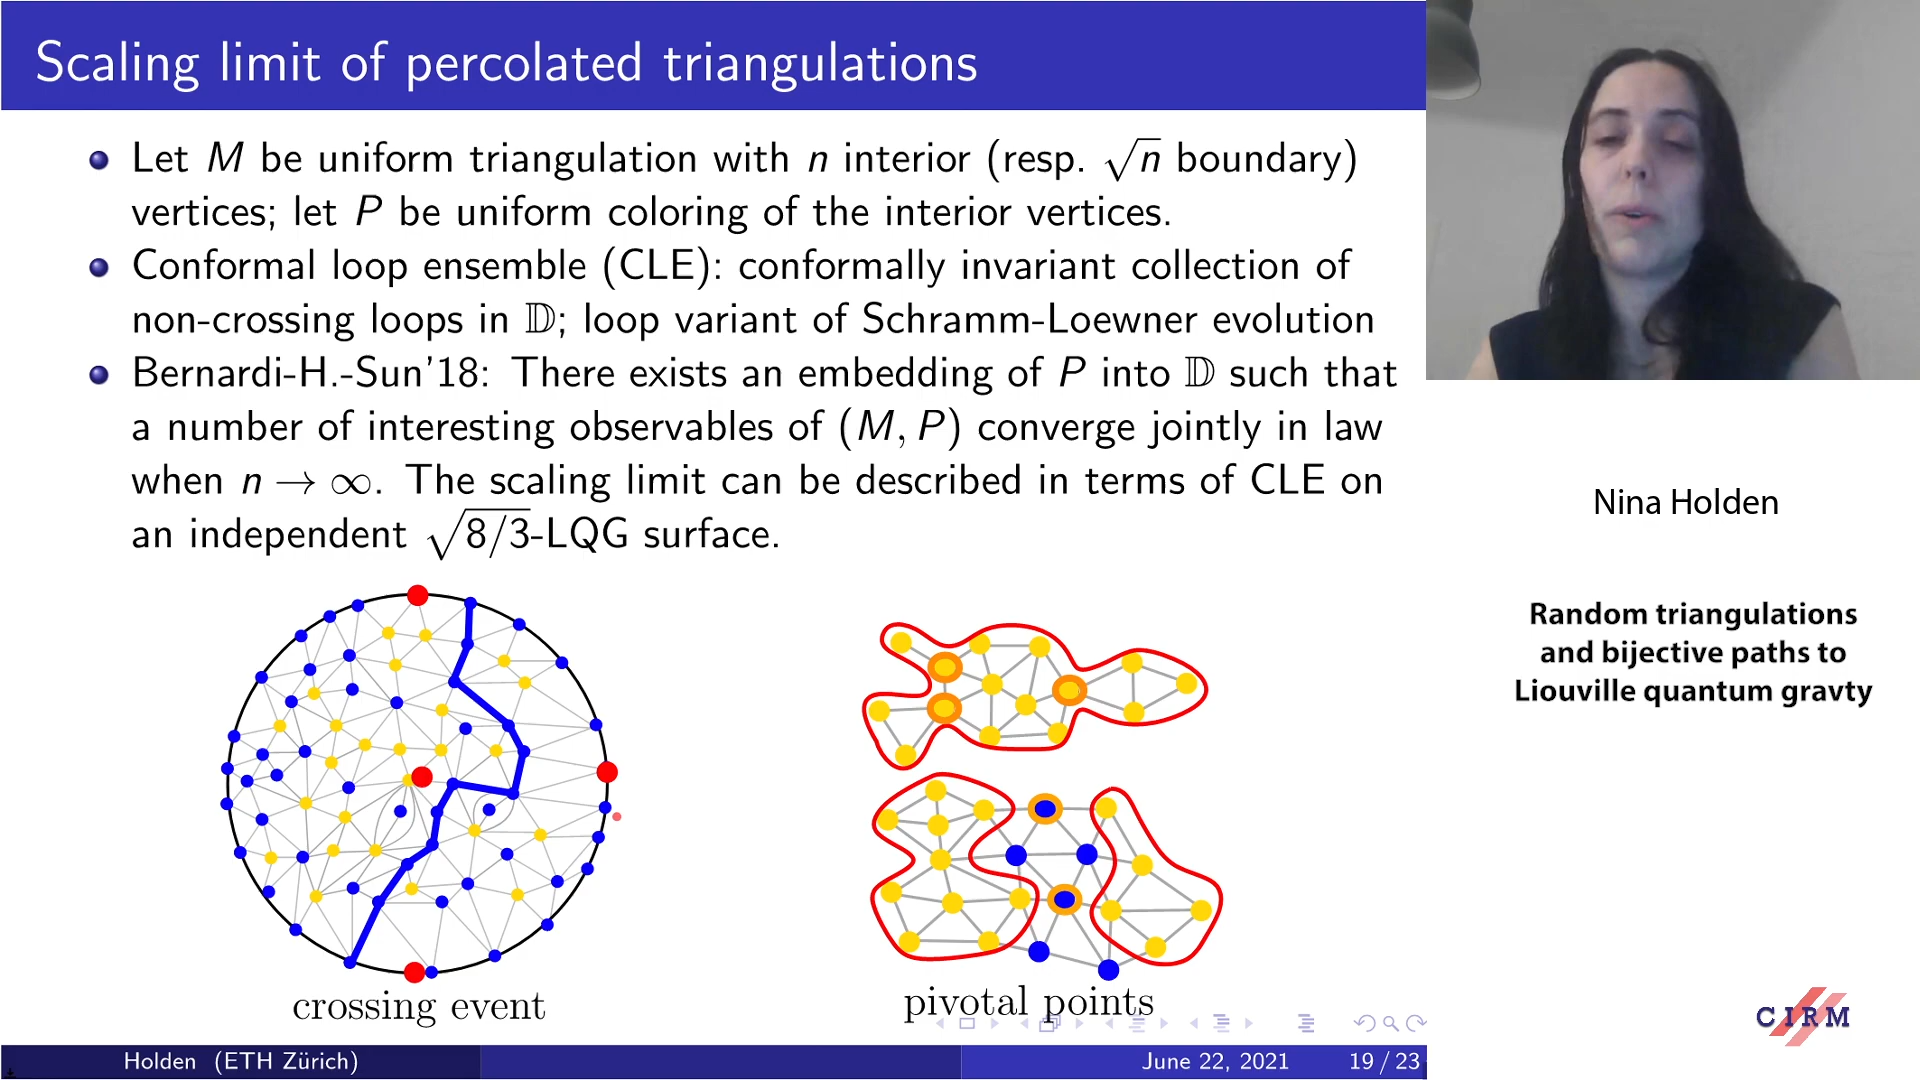 Scaling limit of percolated triangulations
Let M be uniform triangulation with n interior (resp. √n boundary)
vertices; let P be uniform coloring of the interior vertices.
Conformal loop ensemble (CLE): conformally invariant collection of
non-crossing loops in 𝔻; loop variant of Schramm-Loewner evolution
Bernardi-H.-Sun'18: There exists an embedding of P into 𝔻 such that
a number of interesting observables of (M, P) converge jointly in law
when n → ∞. The scaling limit can be described in terms of CLE on
an independent √8/3-LQG surface.
crossing event
pivotal points
Holden (ETH Zürich)
June 22, 2021
19 / 23
Nina Holden
Random triangulations
and bijective paths to
Liouville quantum gravty
CIRM